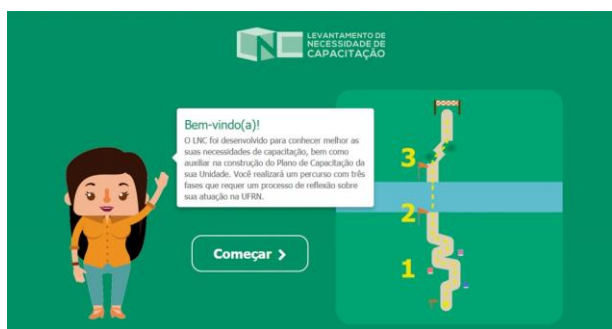 LNC
LEVANTAMENTO DE
NECESSIDADE DE
CAPACITAÇÃO
Bem-vindo(a)!
O LNC foi desenvolvido para conhecer melhor as
suas necessidades de capacitação, bem como
auxiliar na construção do Plano de Capacitação da
sua Unidade. Você realizará um percurso com três
fases que requer um processo de reflexão sobre
sua atuação na UFRN.
Começar >
3
2
1